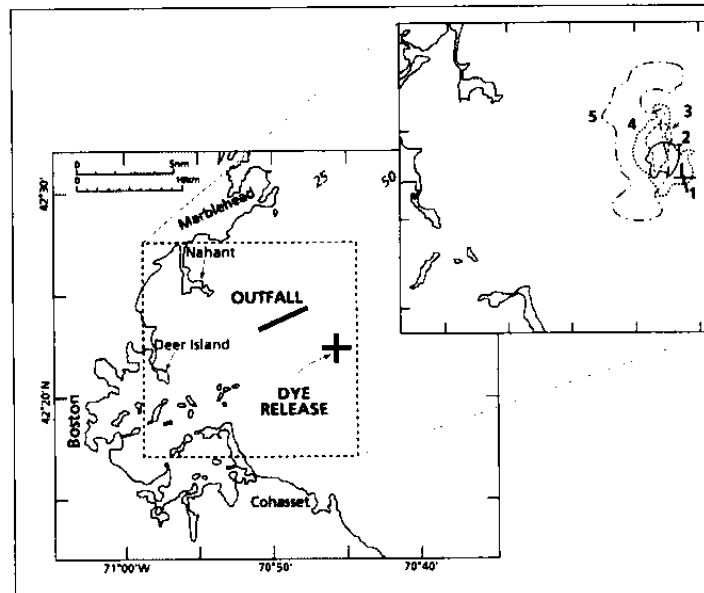 5
4
3
2
1
0
5nm
0
10km
25
50
42°30'
Marblehead
Nahant
OUTFALL
Deer Island
DYE
RELEASE
42°20'N
Boston
Cohasset
71°00'W
70°50'
70°40'